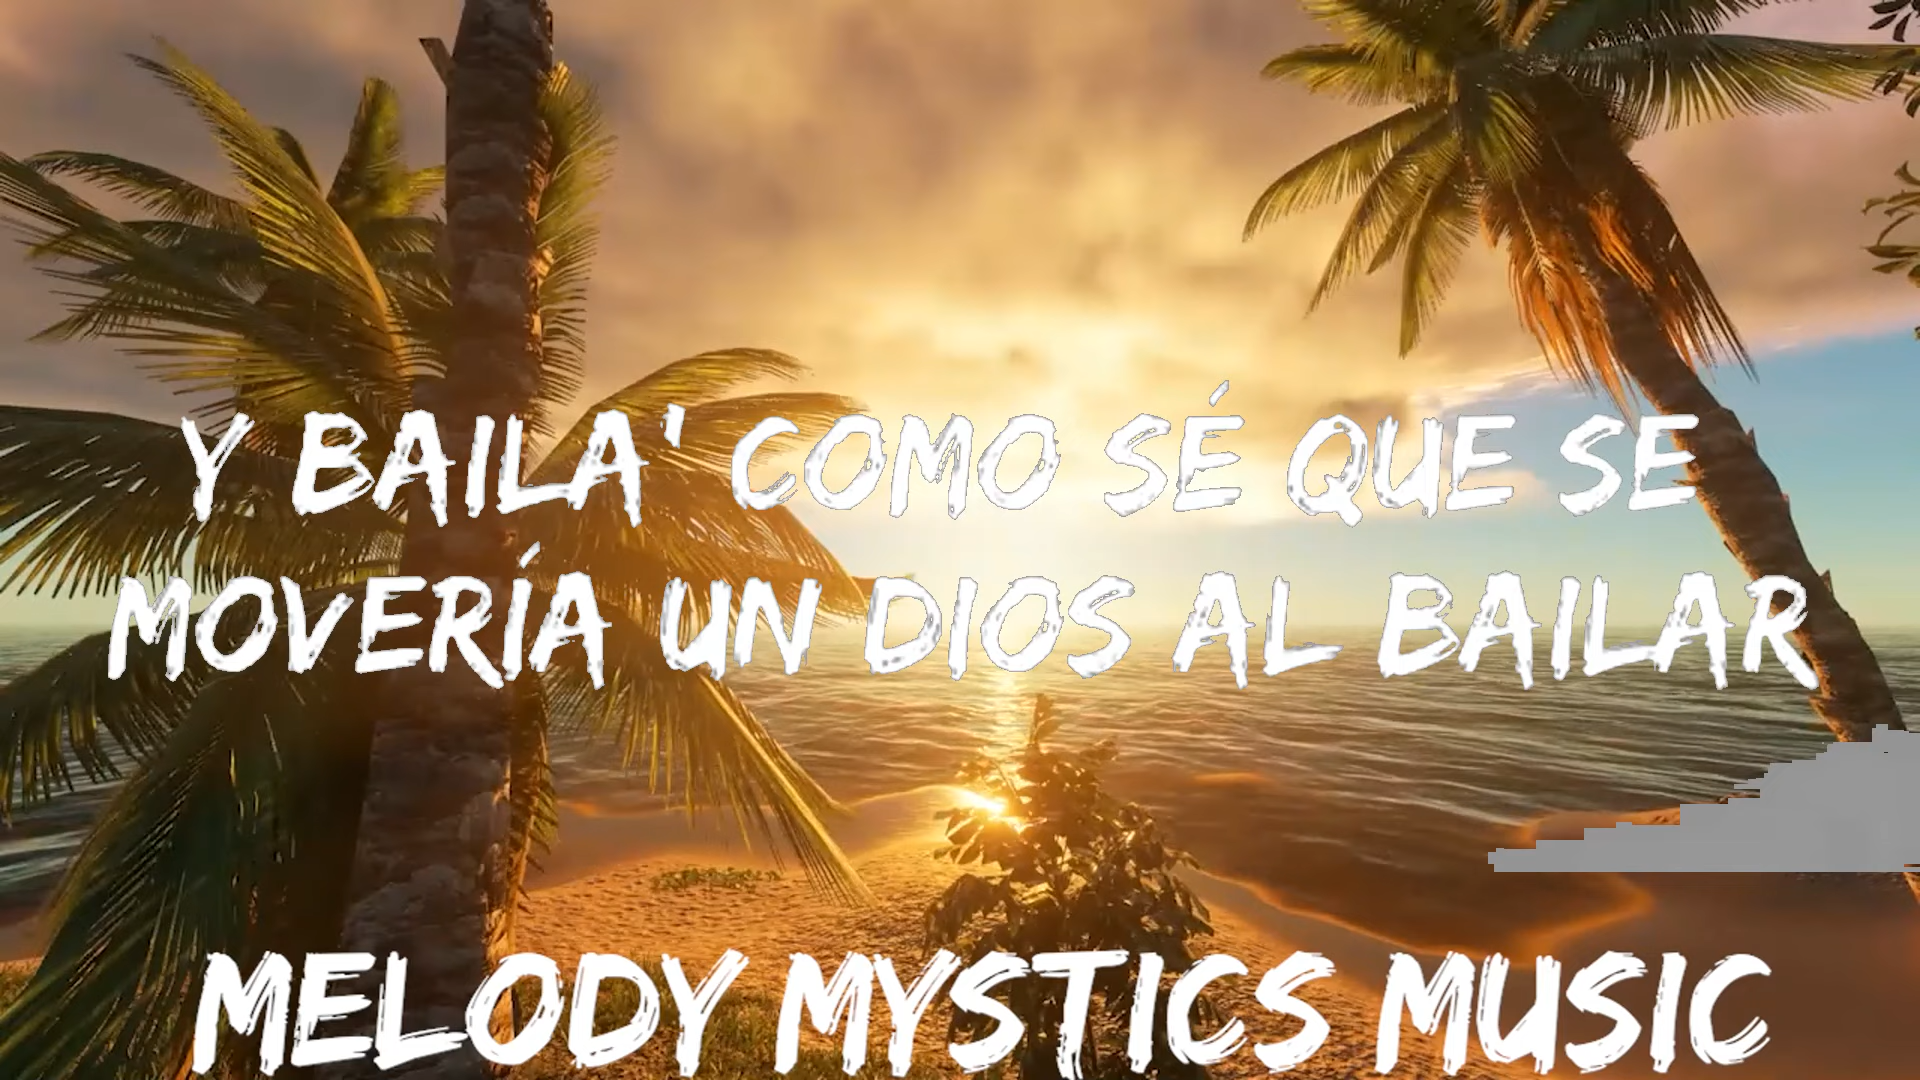 Y BAILA' COMO SÉ QUE SE
MOVERÍA UN DIOS AL BAILAR
MELODY MYSTICS MUSIC